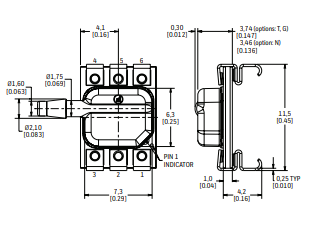 4,1
[0.16]
0,30
[0.012]
3,74 (options: T, G)
[0.147]
3,46 (option: N)
[0.136]
4 5 6
Ø1,60
[0.063]
Ø1,75
[0.069]
Ø2,10
[0.083]
6,3
[0.25]
11,5
[0.45]
PIN 1
INDICATOR
3 2 1
7,3
[0.29]
1,0
[0.04]
4,2
[0.16]
0,25 TYP
[0.010]